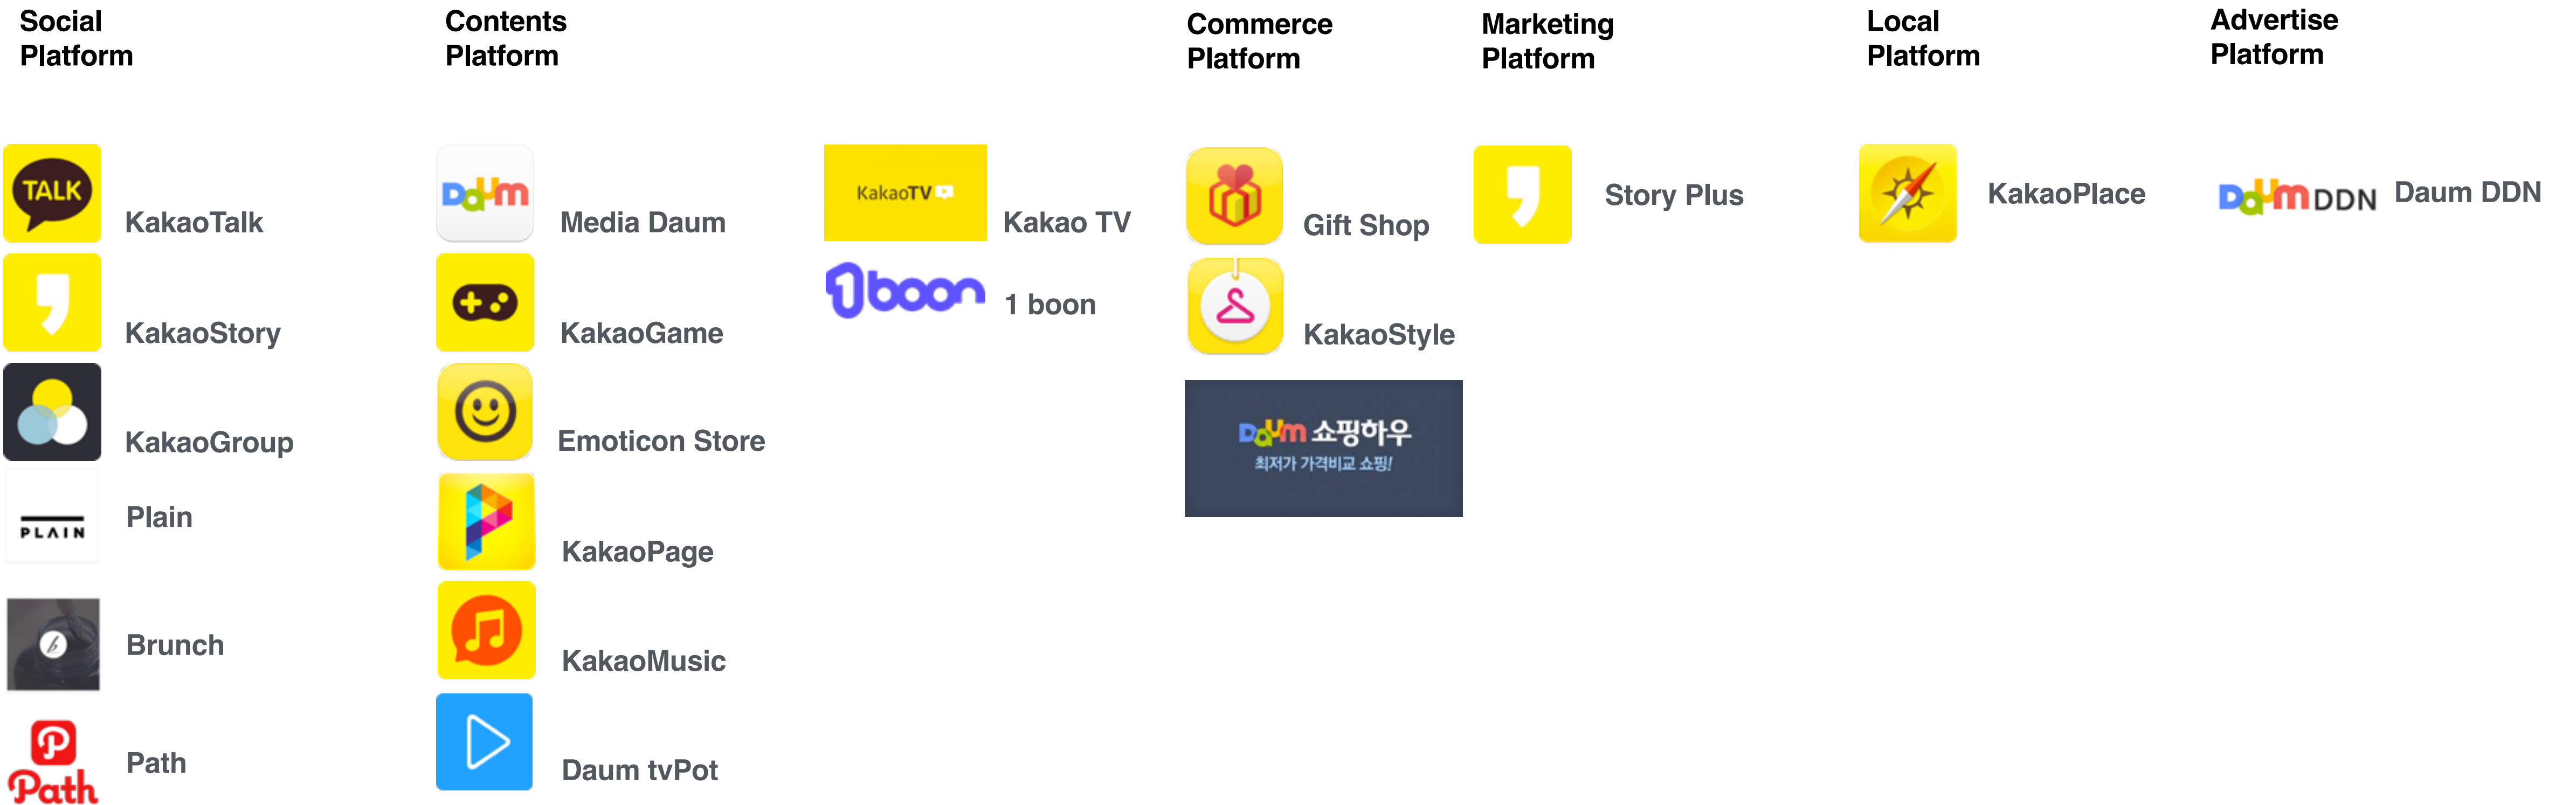 Social
Platform
Contents
Platform
Commerce
Platform
Marketing
Platform
Local
Platform
Advertise
Platform
TALK
KakaoTalk
KakaoStory
KakaoGroup
PLAIN
Plain
b
Brunch
Path
Path
Daum
Media Daum
KakaoGame
Emoticon Store
KakaoPage
KakaoMusic
Daum tvPot
KakaoTV
Kakao TV
1boon
1 boon
Gift Shop
KakaoStyle
Daum 쇼핑하우
최저가 가격비교 쇼핑!
Story Plus
KakaoPlace
Daum DDN
Daum DDN